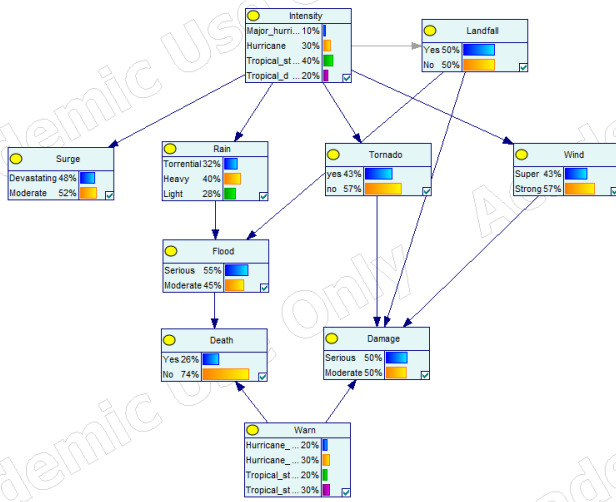 Intensity
Major_hurri... 10%
Hurricane 30%
Tropical_st... 40%
Tropical_d... 20%
Landfall
Yes 50%
No 50%
Surge
Devastating 48%
Moderate 52%
Rain
Torrential 32%
Heavy 40%
Light 28%
Tornado
yes 43%
no 57%
Wind
Super 43%
Strong 57%
Flood
Serious 55%
Moderate 45%
Death
Yes 26%
No 74%
Damage
Serious 50%
Moderate 50%
Warn
Hurricane_... 20%
Hurricane_... 30%
Tropical_st... 20%
Tropical_st... 30%
Academic Use Only